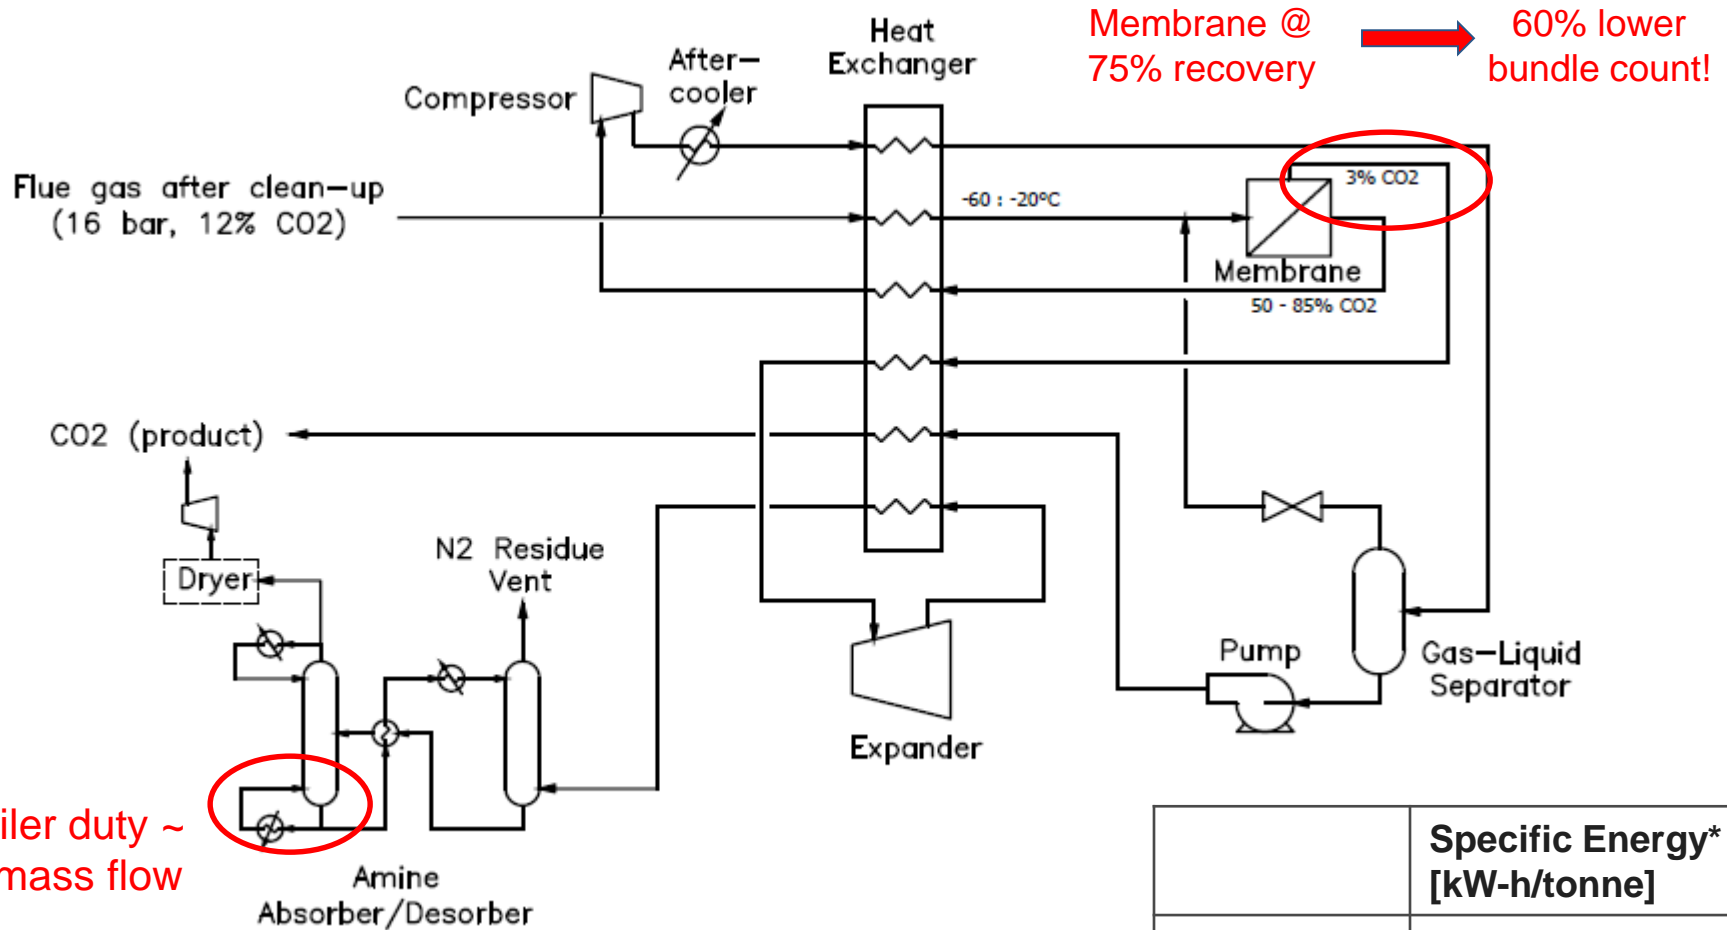 Membrane @
75% recovery
60% lower
bundle count!
Heat
Exchanger
After-
cooler
Compressor
Flue gas after clean-up
(16 bar, 12% CO2)
-60 : -20ºC
3% CO2
Membrane
50 - 85% CO2
CO2 (product)
N2 Residue
Vent
Dryer
Pump
Gas-Liquid
Separator
Expander
iler duty ~
mass flow
Amine
Absorber/Desorber
Specific Energy*
[kW-h/tonne]